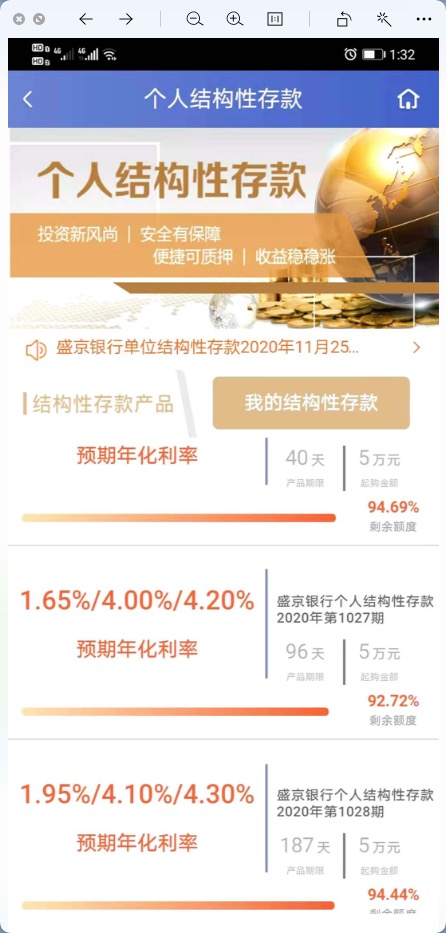 1:1
HD 1 4G 4G 1:32
HD 2
个人结构性存款
个人结构性存款
投资新风尚 | 安全有保障
便捷可质押 | 收益稳稳涨
盛京银行单位结构性存款2020年11月25...
结构性存款产品
我的结构性存款
预期年化利率
40天
5万元
产品期限
起购金额
94.69%
剩余额度
1.65%/4.00%/4.20%
预期年化利率
盛京银行个人结构性存款
2020年第1027期
96天
5万元
产品期限
起购金额
92.72%
剩余额度
1.95%/4.10%/4.30%
预期年化利率
盛京银行个人结构性存款
2020年第1028期
187天
5万元
产品期限
起购金额
94.44%
剩余额度